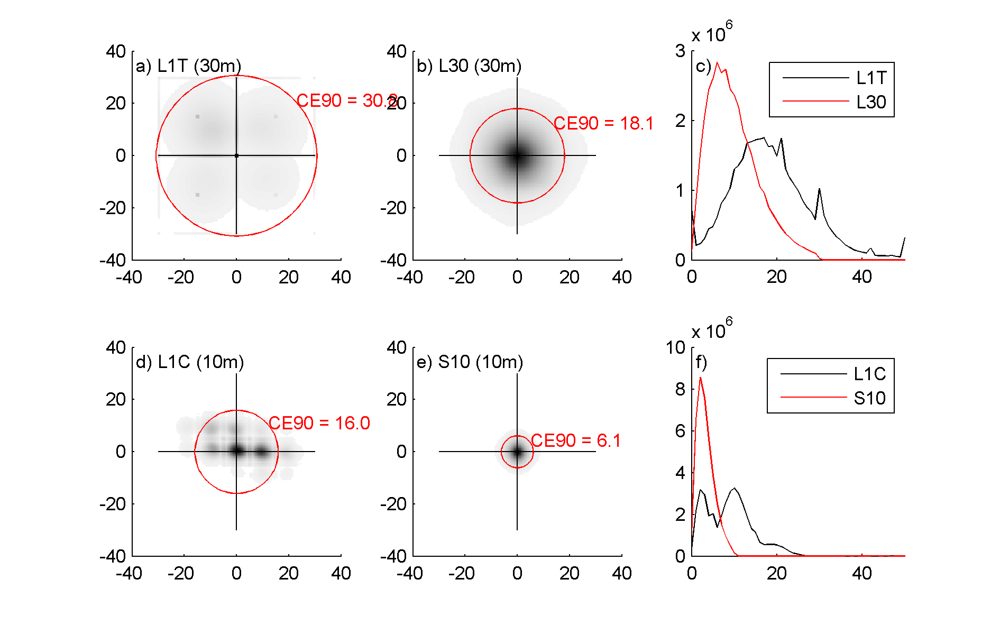 x 10^6
40
20
0
-20
-40
-40 -20 0 20 40
a) L1T (30m)
CE90 = 30.8
40
20
0
-20
-40
-40 -20 0 20 40
b) L30 (30m)
CE90 = 18.1
3
2
1
0
0 20 40
c)
L1T
L30
x 10^6
40
20
0
-20
-40
-40 -20 0 20 40
d) L1C (10m)
CE90 = 16.0
40
20
0
-20
-40
-40 -20 0 20 40
e) S10 (10m)
CE90 = 6.1
10
8
6
4
2
0
0 20 40
f)
L1C
S10